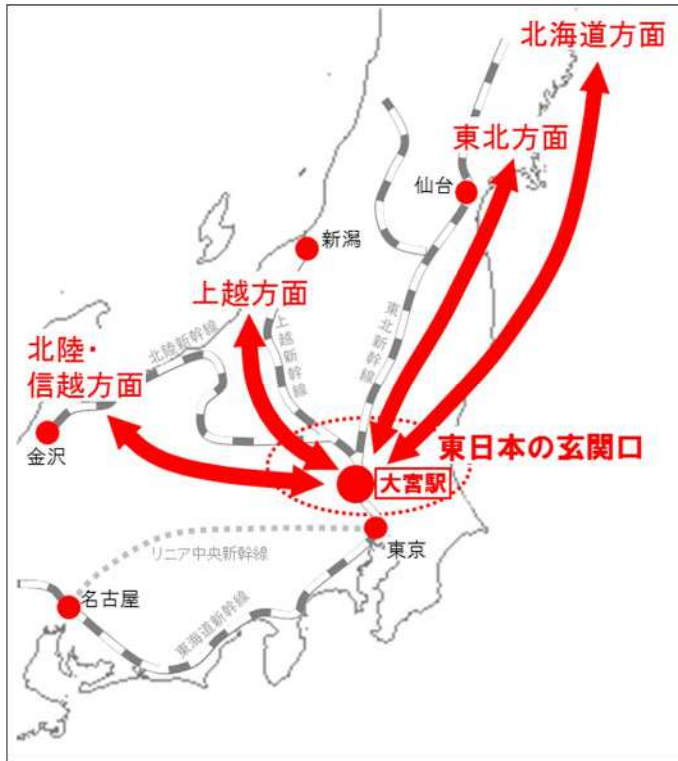 北海道方面
東北方面
仙台
新潟
上越方面
北陸新幹線
上越新幹線
東北新幹線
北陸・
信越方面
金沢
東日本の玄関口
大宮駅
東京
リニア中央新幹線
名古屋
東海道新幹線